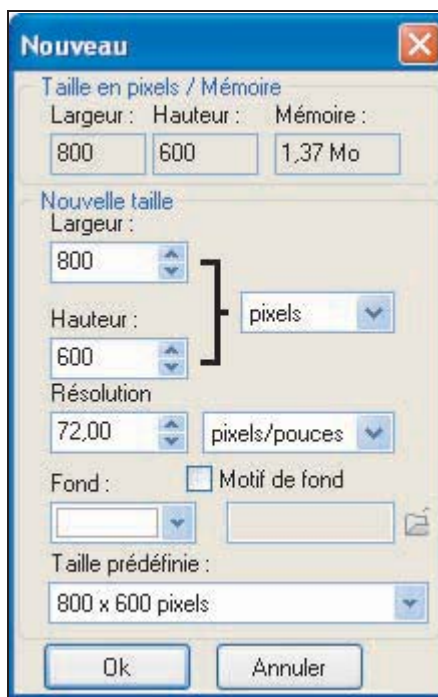 Nouveau
Taille en pixels / Mémoire
Largeur : Hauteur : Mémoire :
800 600 1,37 Mo
Nouvelle taille
Largeur :
800
pixels
Hauteur :
600
Résolution
72,00 pixels/pouces
Fond : Motif de fond
Taille prédéfinie :
800 x 600 pixels
Ok Annuler